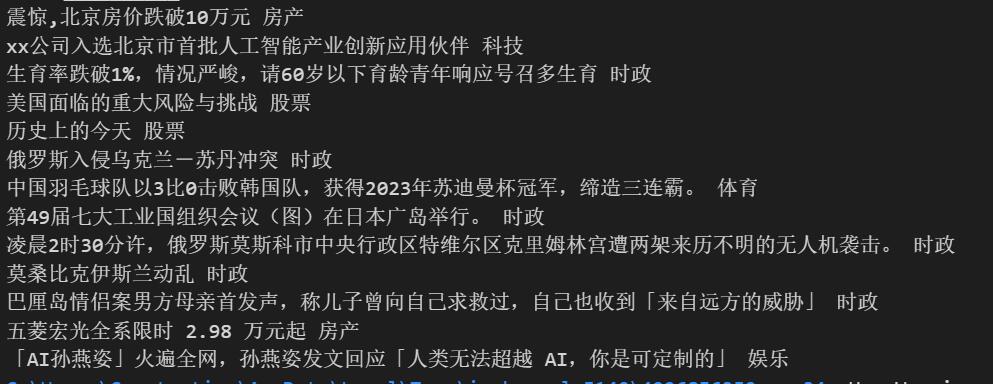 震惊,北京房价跌破10万元 房产
xx公司入选北京市首批人工智能产业创新应用伙伴 科技
生育率跌破1%，情况严峻，请60岁以下育龄青年响应号召多生育 时政
美国面临的重大风险与挑战 股票
历史上的今天 股票
俄罗斯入侵乌克兰－苏丹冲突 时政
中国羽毛球队以3比0击败韩国队，获得2023年苏迪曼杯冠军，缔造三连霸。 体育
第49届七大工业国组织会议（图）在日本广岛举行。 时政
凌晨2时30分许，俄罗斯莫斯科市中央行政区特维尔区克里姆林宫遭两架来历不明的无人机袭击。 时政
莫桑比克伊斯兰动乱 时政
巴厘岛情侣案男方母亲首发声，称儿子曾向自己求救过，自己也收到「来自远方的威胁」 时政
五菱宏光全系限时 2.98 万元起 房产
「AI孙燕姿」火遍全网，孙燕姿发文回应「人类无法超越 AI，你是可定制的」 娱乐